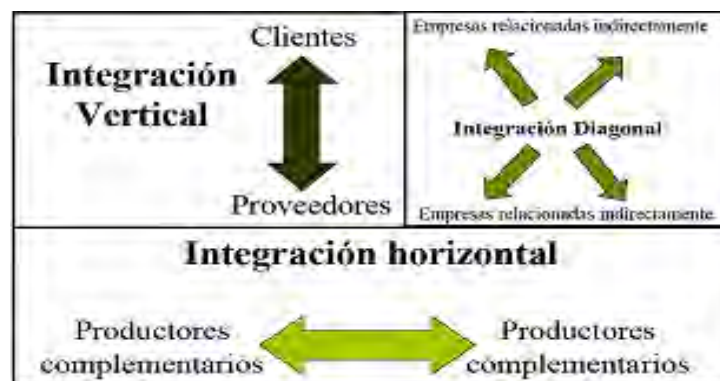 Integración
Vertical
Clientes
Proveedores
Empresas relacionadas indirectamente
Integración Diagonal
Empresas relacionadas indirectamente
Integración horizontal
Productores
complementarios
Productores
complementarios